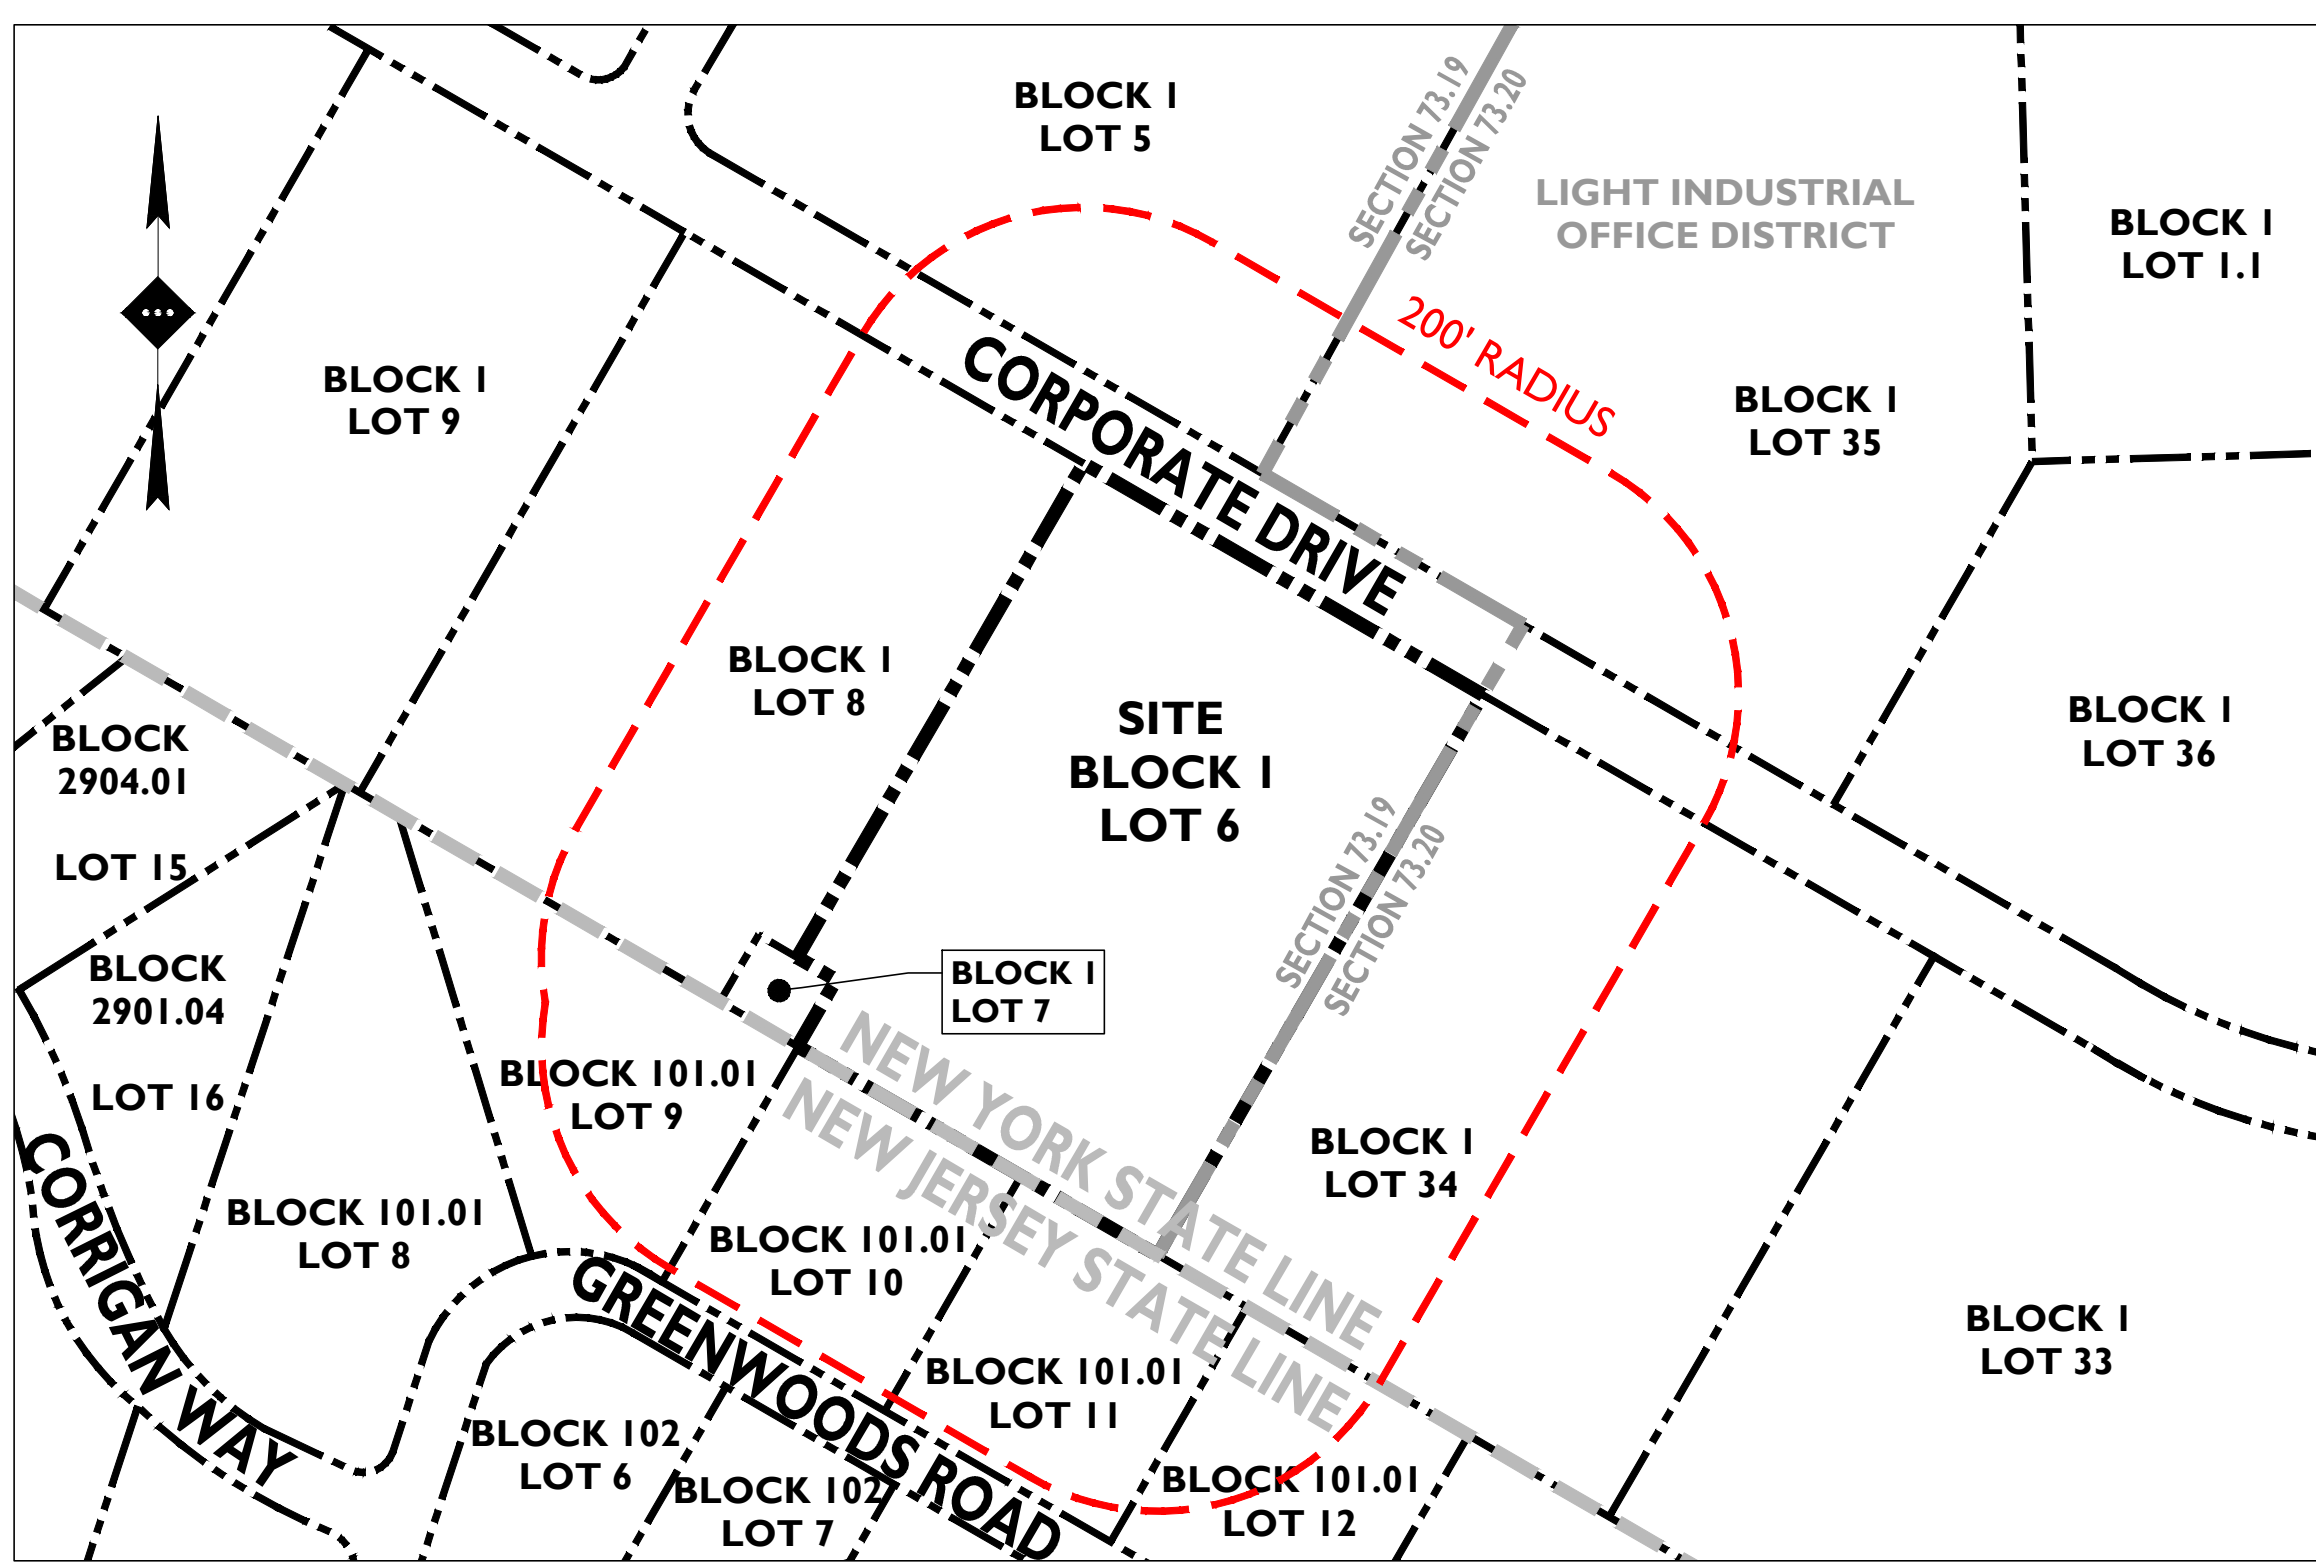 BLOCK 1
LOT 5
SECTION 73.19
SECTION 73.20
LIGHT INDUSTRIAL
OFFICE DISTRICT
BLOCK 1
LOT 1.1
200' RADIUS
BLOCK 1
LOT 9
CORPORATE DRIVE
BLOCK 1
LOT 35
BLOCK 1
LOT 8
SITE
BLOCK 1
LOT 6
BLOCK 1
LOT 36
BLOCK
2904.01
LOT 15
SECTION 73.19
SECTION 73.20
BLOCK
2901.04
LOT 16
BLOCK 1
LOT 7
NEW YORK STATE LINE
NEW JERSEY STATE LINE
BLOCK 101.01
LOT 9
BLOCK 1
LOT 34
CORRIGAN WAY
BLOCK 101.01
LOT 8
BLOCK 101.01
LOT 10
GREENWOODS ROAD
BLOCK 101.01
LOT 11
BLOCK 1
LOT 33
BLOCK 102
LOT 6
BLOCK 102
LOT 7
BLOCK 101.01
LOT 12